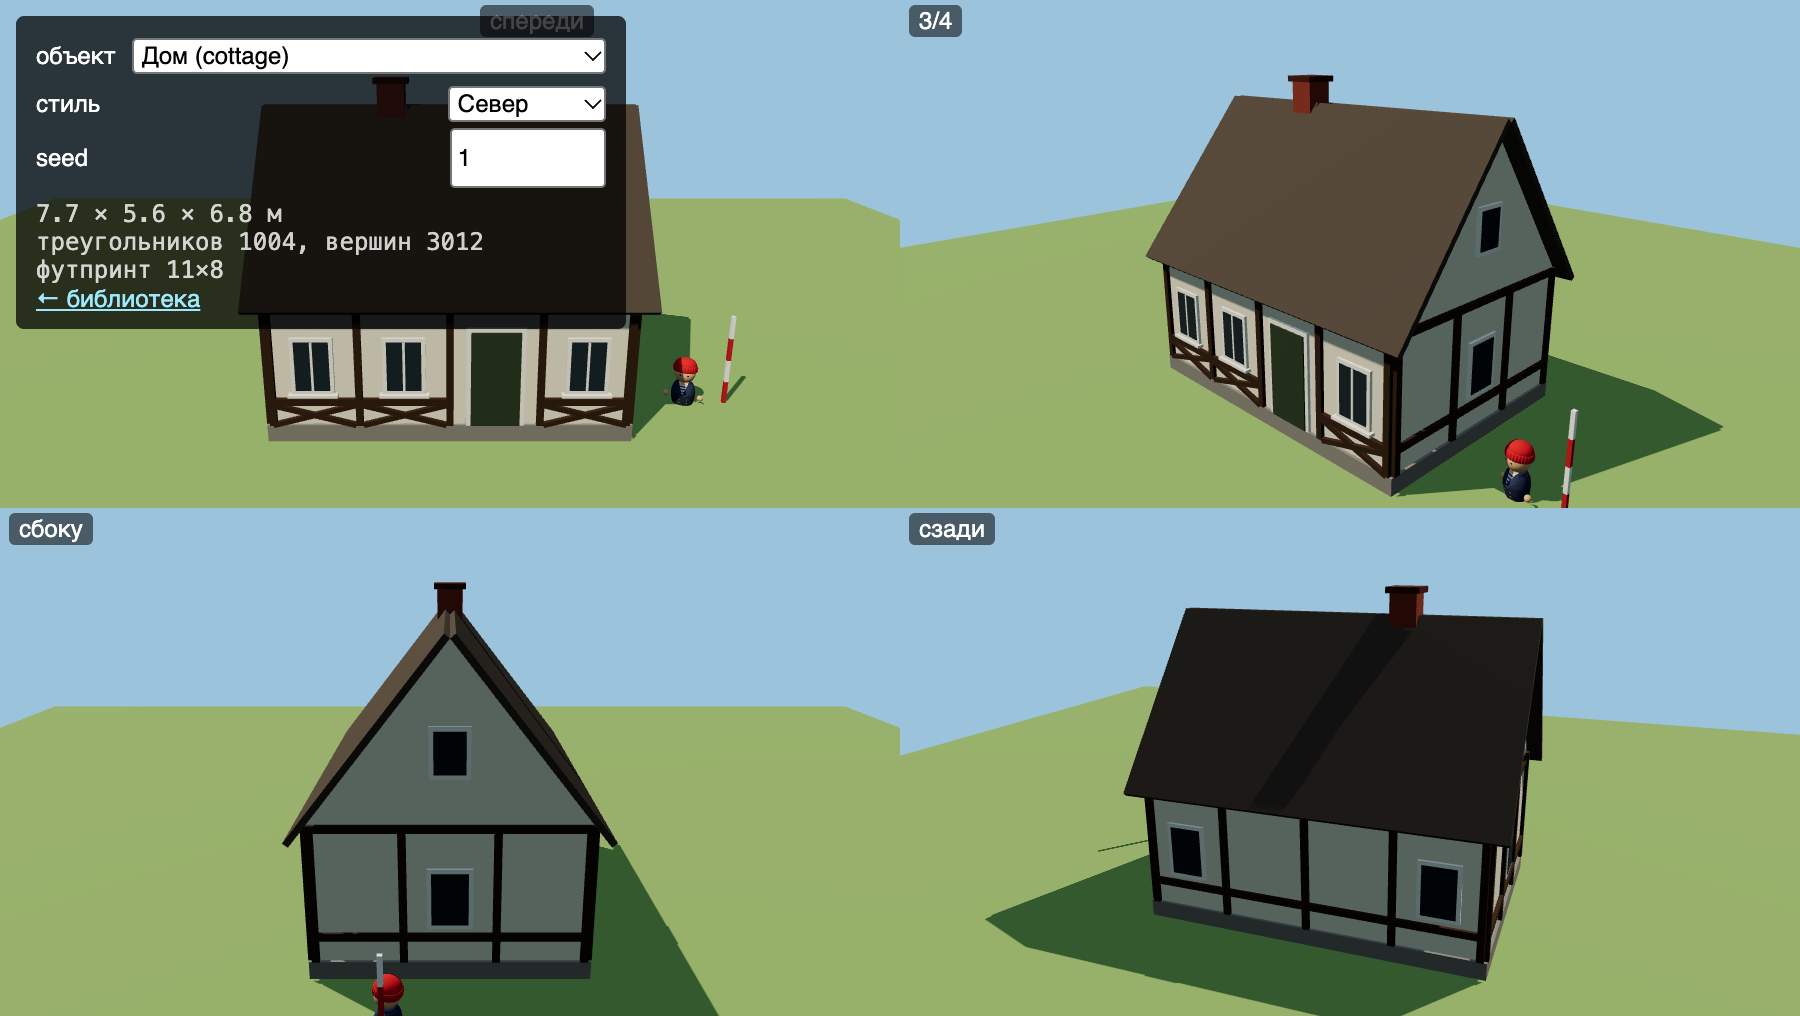 спереди
объект Дом (cottage)
стиль Север
seed 1
7.7 × 5.6 × 6.8 м
треугольников 1004, вершин 3012
футпринт 11×8
← библиотека
3/4
сбоку
сзади